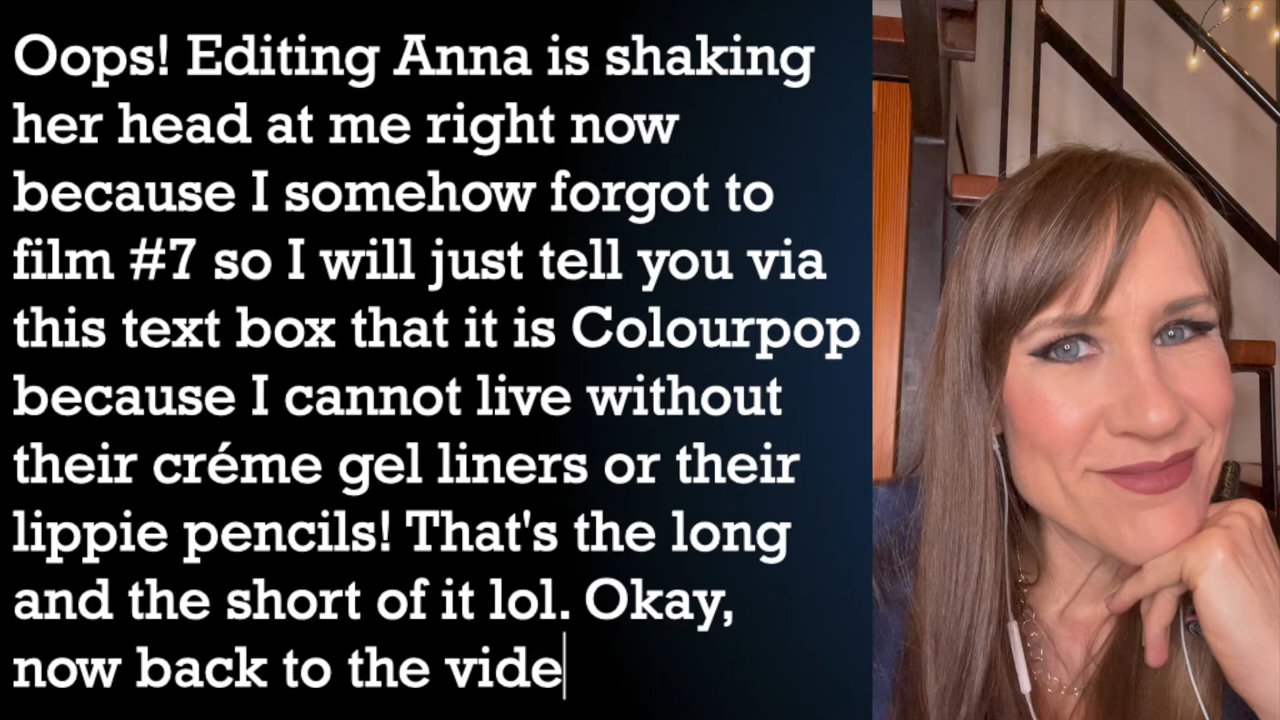 Oops! Editing Anna is shaking
her head at me right now
because I somehow forgot to
film #7 so I will just tell you via
this text box that it is Colourpop
because I cannot live without
their créme gel liners or their
lippie pencils! That's the long
and the short of it lol. Okay,
now back to the vide